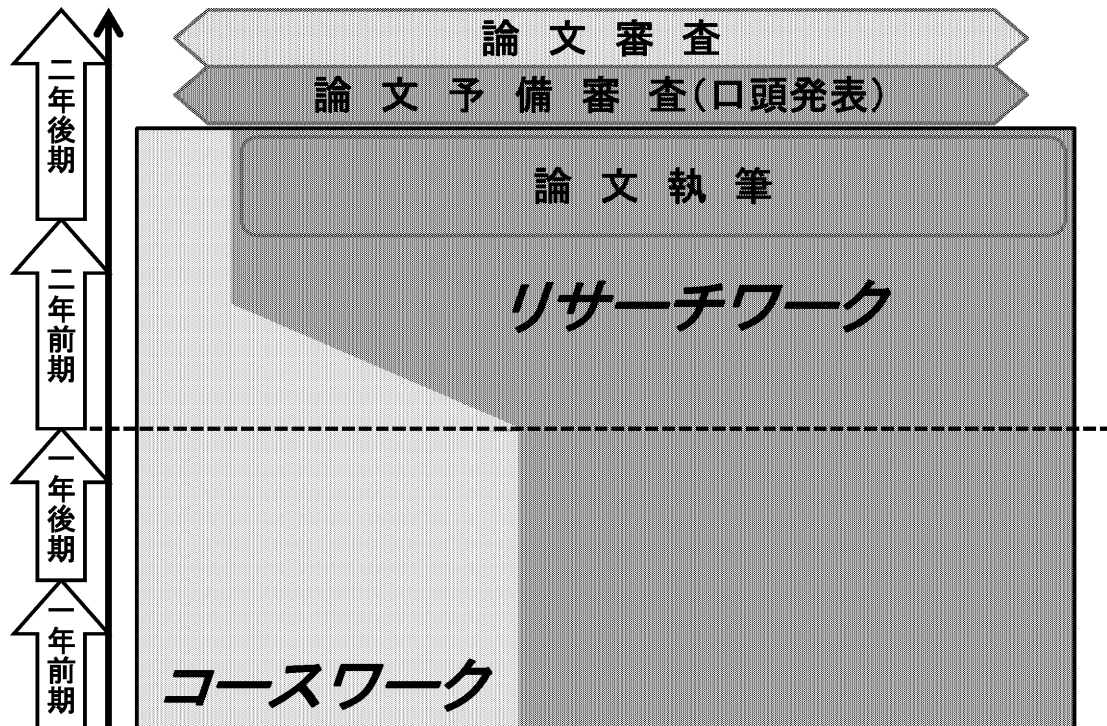 論文審査
論文予備審査(口頭発表)
論文執筆
リサーチワーク
コースワーク
二年後期
二年前期
一年後期
一年前期